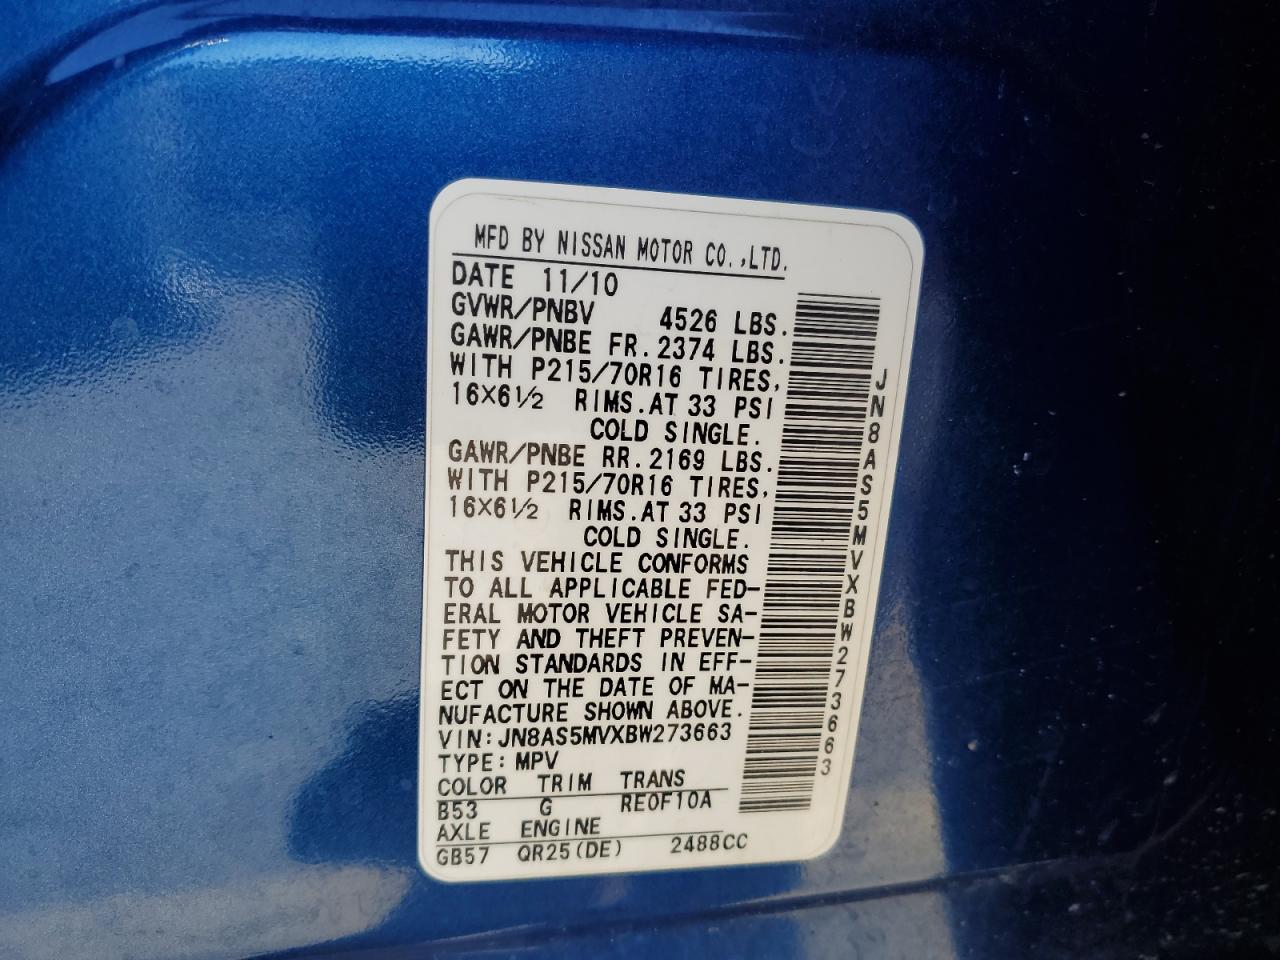 MFD BY NISSAN MOTOR CO.,LTD.
DATE 11/10
GVWR/PNBV 4526 LBS.
GAWR/PNBE FR.2374 LBS.
WITH P215/70R16 TIRES,
16X6½ RIMS.AT 33 PSI
COLD SINGLE.
GAWR/PNBE RR.2169 LBS.
WITH P215/70R16 TIRES,
16X6½ RIMS.AT 33 PSI
COLD SINGLE.
THIS VEHICLE CONFORMS
TO ALL APPLICABLE FED-
ERAL MOTOR VEHICLE SA-
FETY AND THEFT PREVEN-
TION STANDARDS IN EFF-
ECT ON THE DATE OF MA-
NUFACTURE SHOWN ABOVE.
VIN:JN8AS5MVXBW273663
TYPE:MPV
COLOR TRIM TRANS
B53 G RE0F10A
AXLE ENGINE
GB57 QR25(DE) 2488CC
JN8AS5MVXBW273663